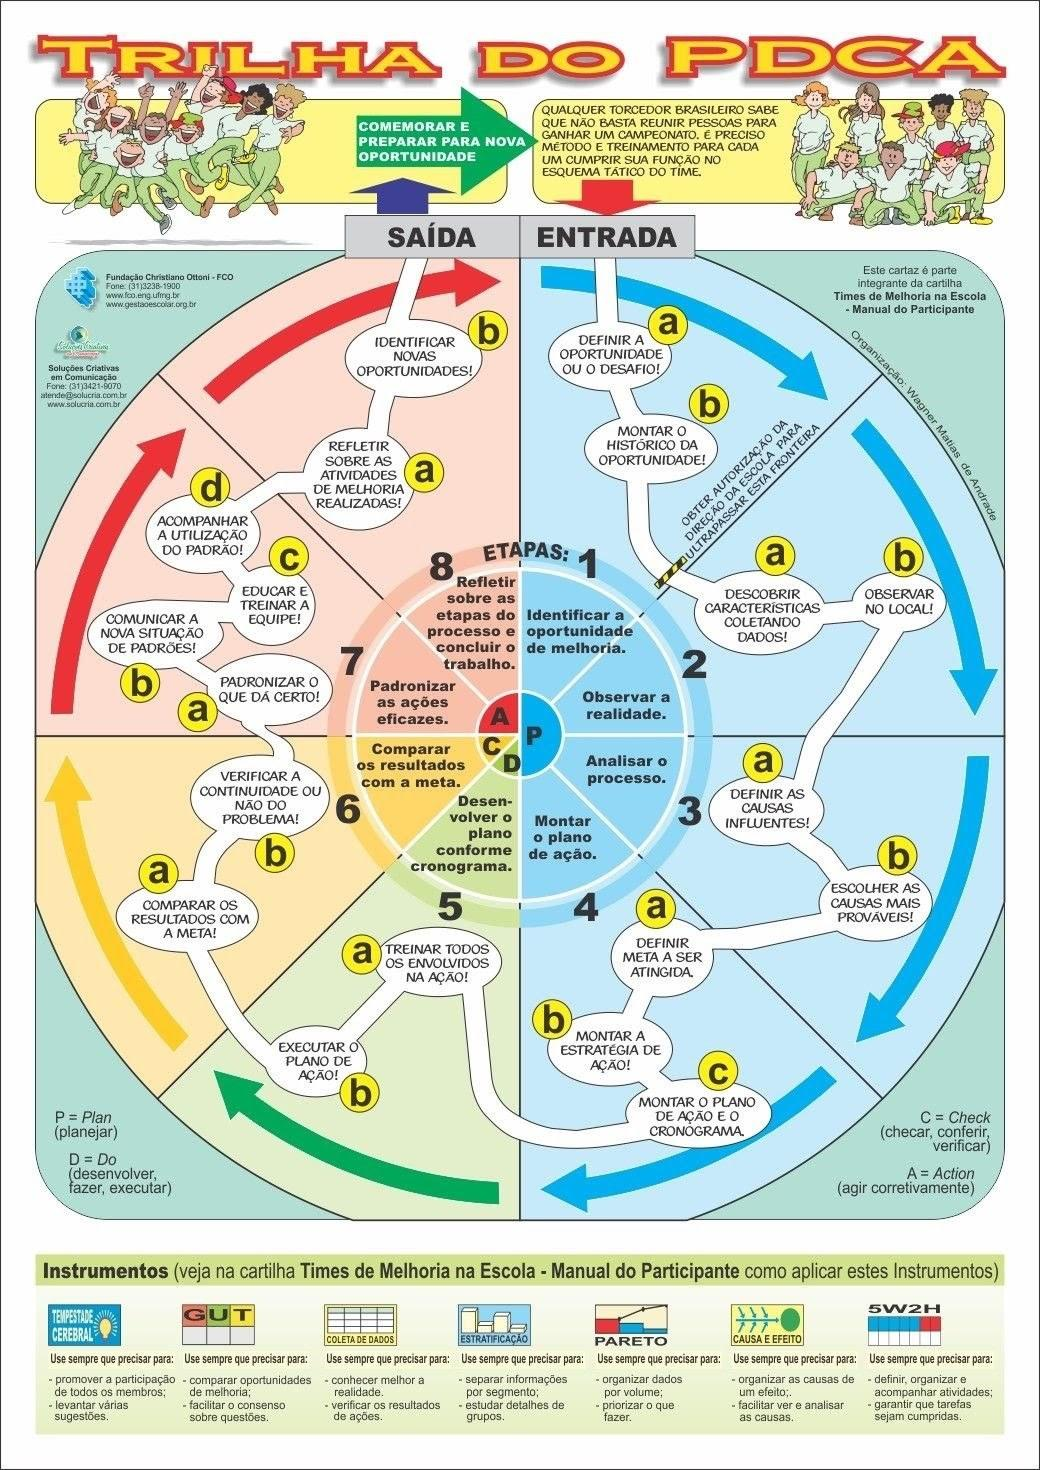 TRILHA DO PDCA
COMEMORAR E
PREPARAR PARA NOVA
OPORTUNIDADE
QUALQUER TORCEDOR BRASILEIRO SABE
QUE NÃO BASTA REUNIR PESSOAS PARA
GANHAR UM CAMPEONATO. É PRECISO
MÉTODO E TREINAMENTO PARA CADA
UM CUMPRIR SUA FUNÇÃO NO
ESQUEMA TÁTICO DO TIME.
SAÍDA
ENTRADA
Fundação Christiano Ottoni - FCO
Fone: (31)3238-1900
www.fco.eng.ufmg.br
www.gestaoescolar.org.br
Soluções Criativas
em Comunicação
Fone: (31)3421-9070
atende@solucria.com.br
www.solucria.com.br
Este cartaz é parte
integrante da cartilha
Times de Melhoria na Escola
- Manual do Participante
Organização: Wagner Matias de Andrade
a
DEFINIR A
OPORTUNIDADE
OU O DESAFIO!
b
MONTAR O
HISTÓRICO DA
OPORTUNIDADE!
OBTER AUTORIZAÇÃO DA
DIREÇÃO DA ESCOLA PARA
ULTRAPASSAR ESTA FRONTEIRA
a
DESCOBRIR
CARACTERÍSTICAS
COLETANDO
DADOS!
b
OBSERVAR
NO LOCAL!
a
DEFINIR AS
CAUSAS
INFLUENTES!
b
ESCOLHER AS
CAUSAS MAIS
PROVÁVEIS!
a
DEFINIR
META A SER
ATINGIDA.
b
MONTAR A
ESTRATÉGIA DE
AÇÃO!
c
MONTAR O PLANO
DE AÇÃO E O
CRONOGRAMA.
a
TREINAR TODOS
OS ENVOLVIDOS
NA AÇÃO!
EXECUTAR O
PLANO DE
AÇÃO!
b
a
COMPARAR OS
RESULTADOS COM
A META!
VERIFICAR A
CONTINUIDADE OU
NÃO DO
PROBLEMA!
b
PADRONIZAR O
QUE DÁ CERTO!
a
COMUNICAR A
NOVA SITUAÇÃO
DE PADRÕES!
b
c
EDUCAR E
TREINAR A
EQUIPE!
d
ACOMPANHAR
A UTILIZAÇÃO
DO PADRÃO!
REFLETIR
SOBRE AS
ATIVIDADES
DE MELHORIA
REALIZADAS!
a
b
IDENTIFICAR
NOVAS
OPORTUNIDADES!
ETAPAS:
1
Identificar a
oportunidade
de melhoria.
2
Observar a
realidade.
3
Analisar o
processo.
4
Montar
o plano
de ação.
5
Desen-
volver o
plano
conforme
cronograma.
6
Comparar
os resultados
com a meta.
7
Padronizar
as ações
eficazes.
8
Refletir
sobre as
etapas do
processo e
concluir o
trabalho.
A
P
C
D
P = Plan
(planejar)
D = Do
(desenvolver,
fazer, executar)
C = Check
(checar, conferir,
verificar)
A = Action
(agir corretivamente)
Instrumentos (veja na cartilha Times de Melhoria na Escola - Manual do Participante como aplicar estes Instrumentos)
TEMPESTADE
CEREBRAL
Use sempre que precisar para:
- promover a participação
de todos os membros;
- levantar várias
sugestões.
GUT
Use sempre que precisar para:
- comparar oportunidades
de melhoria;
- facilitar o consenso
sobre questões.
COLETA DE DADOS
Use sempre que precisar para:
- conhecer melhor a
realidade.
- verificar os resultados
de ações.
ESTRATIFICAÇÃO
Use sempre que precisar para:
- separar informações
por segmento;
- estudar detalhes de
grupos.
PARETO
Use sempre que precisar para:
- organizar dados
por volume;
- priorizar o que
fazer.
CAUSA E EFEITO
Use sempre que precisar para:
- organizar as causas de
um efeito;.
- facilitar ver e analisar
as causas.
5W2H
Use sempre que precisar para:
- definir, organizar e
acompanhar atividades;
- garantir que tarefas
sejam cumpridas.